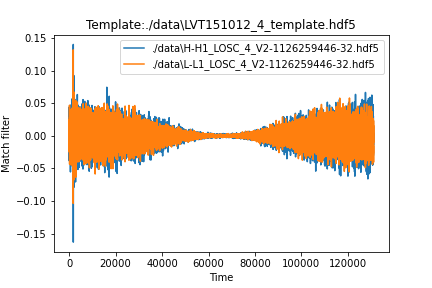 Template:./data\LVT151012_4_template.hdf5
./data\H-H1_LOSC_4_V2-1126259446-32.hdf5
./data\L-L1_LOSC_4_V2-1126259446-32.hdf5
Match filter
0.15
0.10
0.05
0.00
−0.05
−0.10
−0.15
0 20000 40000 60000 80000 100000 120000
Time